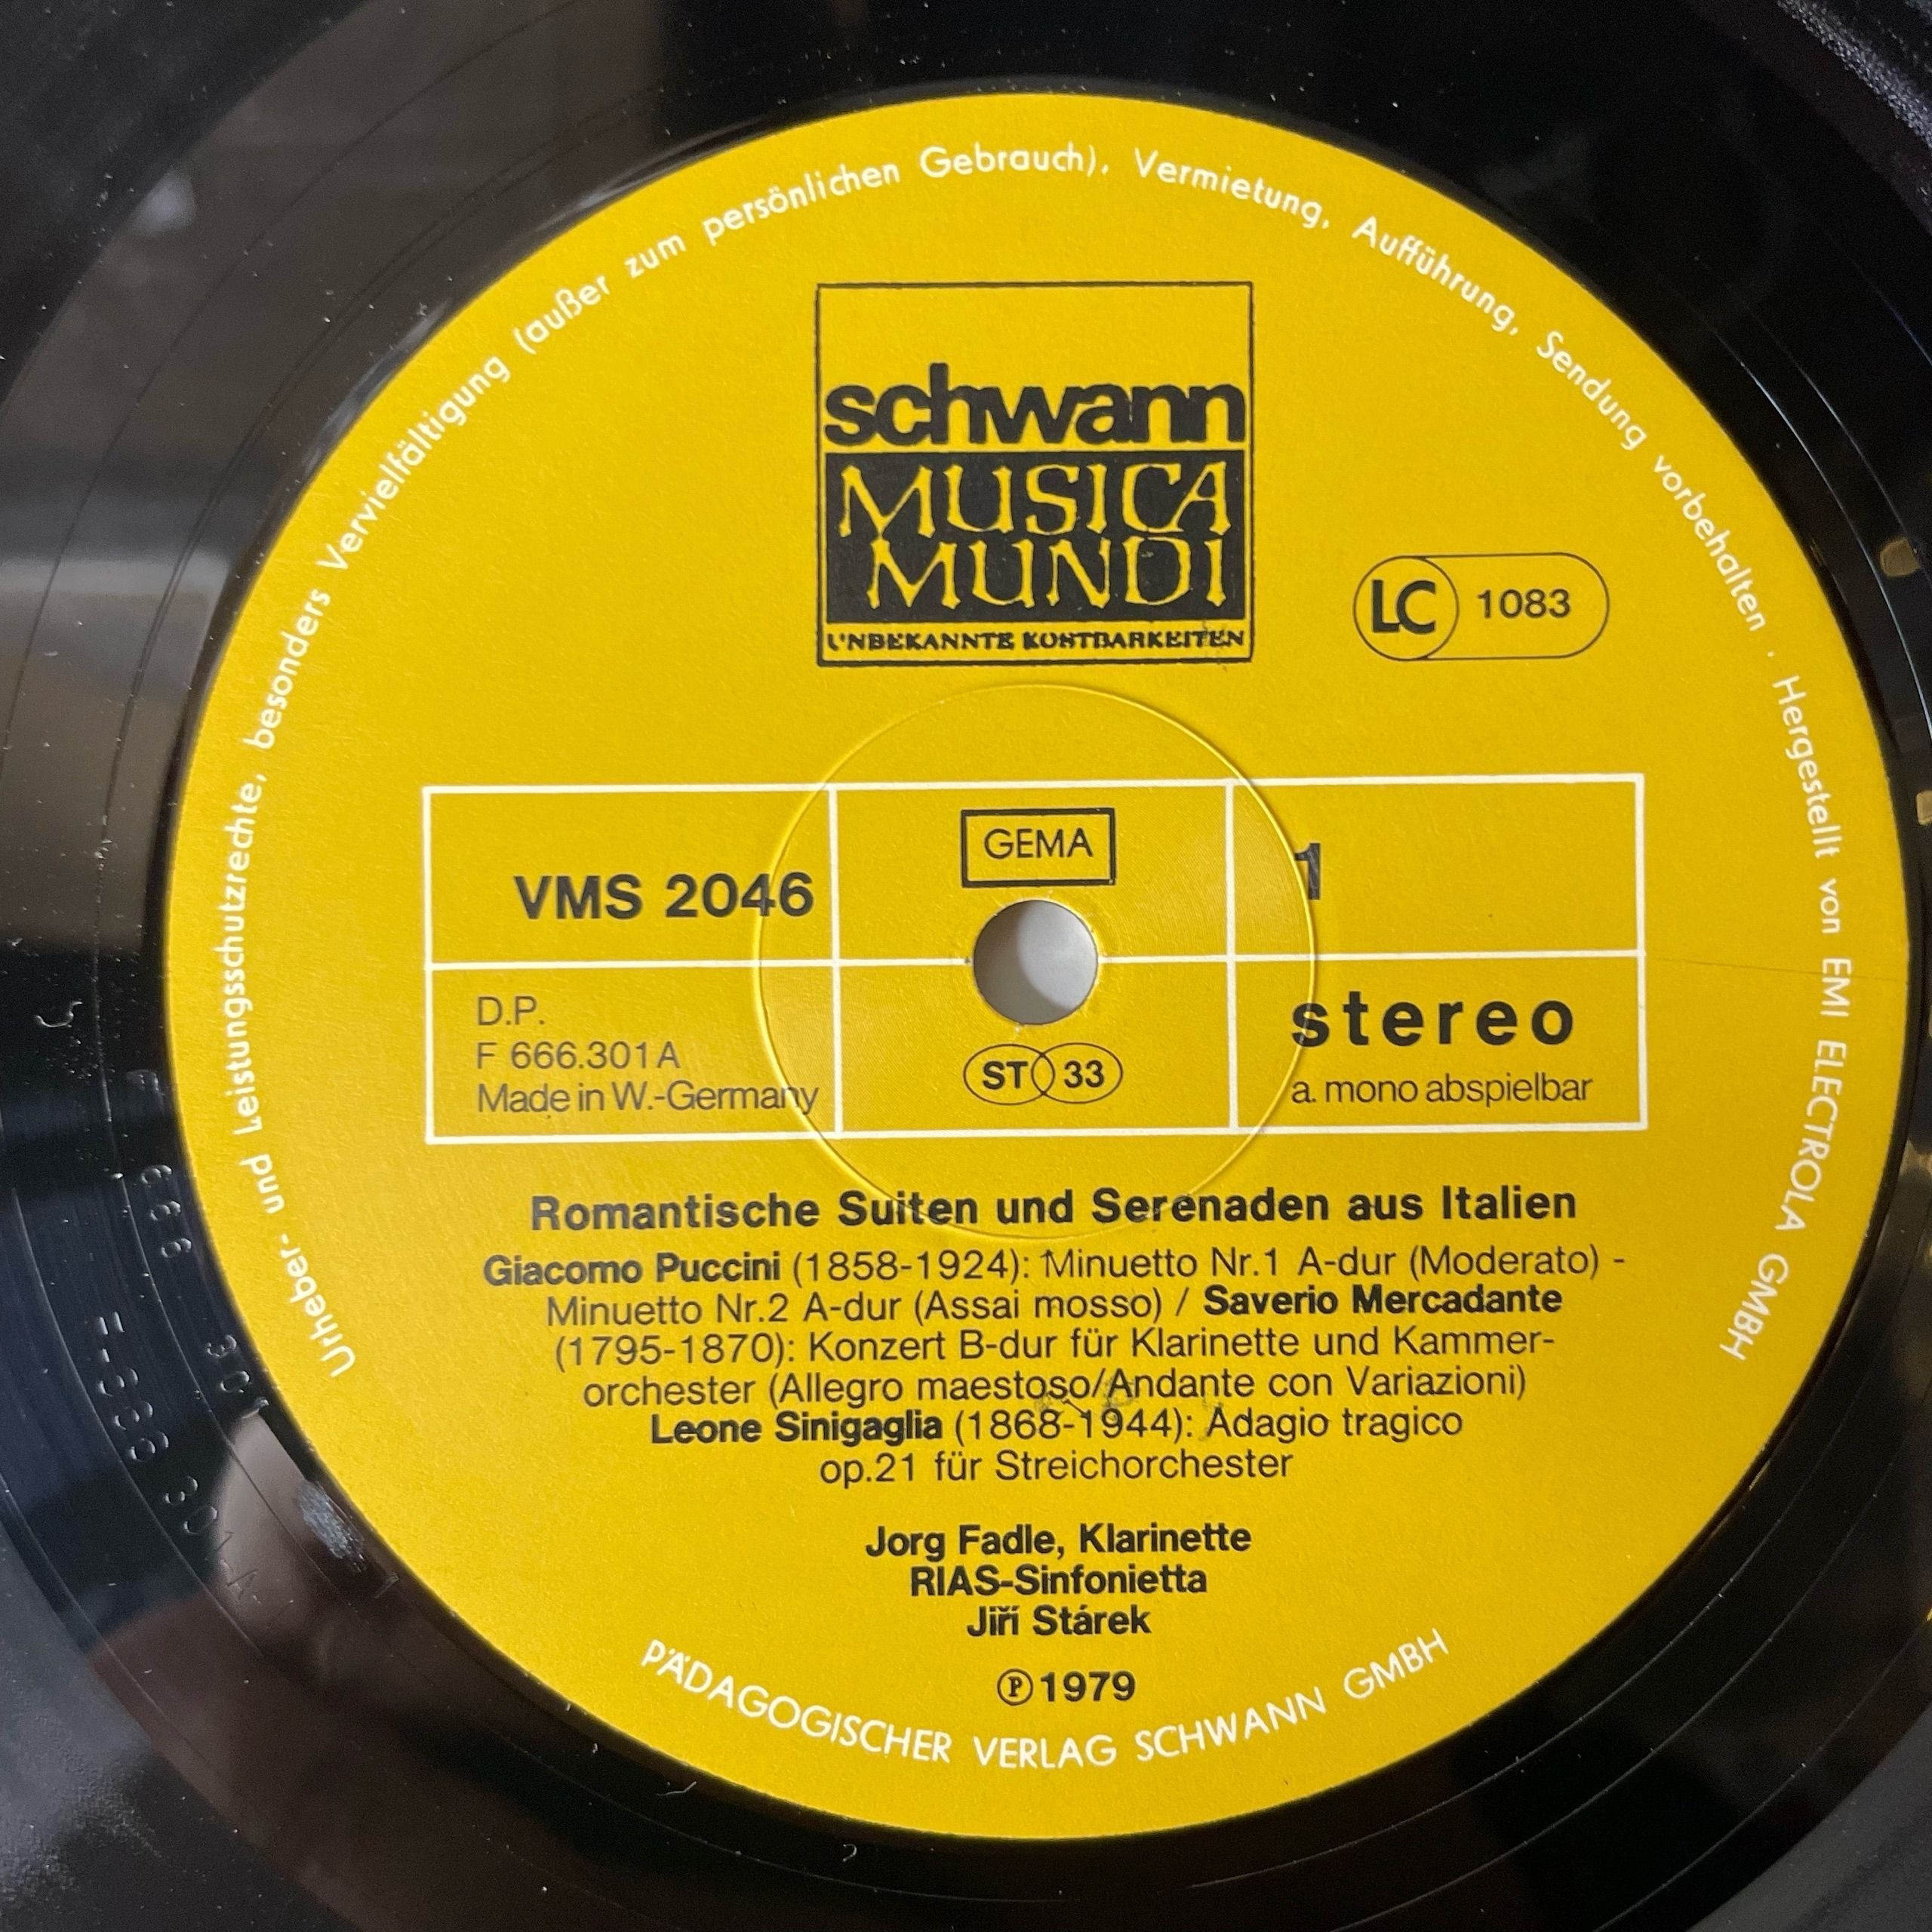 Urheber- und Leistungsschutzrechte, besonders Vervielfältigung (außer zum persönlichen Gebrauch), Vermietung, Aufführung, Sendung vorbehalten . Hergestellt von EMI ELECTROLA GMBH
schwann
MUSICA
MUNDI
UNBEKANNTE KOSTBARKEITEN
LC 1083
VMS 2046
GEMA
1
D.P.
F 666.301 A
Made in W.-Germany
ST 33
stereo
a. mono abspielbar
Romantische Suiten und Serenaden aus Italien
Giacomo Puccini (1858-1924): Minuetto Nr.1 A-dur (Moderato) -
Minuetto Nr.2 A-dur (Assai mosso) / Saverio Mercadante
(1795-1870): Konzert B-dur für Klarinette und Kammer-
orchester (Allegro maestoso/Andante con Variazioni)
Leone Sinigaglia (1868-1944): Adagio tragico
op.21 für Streichorchester
Jorg Fadle, Klarinette
RIAS-Sinfonietta
Jiří Stárek
Ⓟ 1979
PÄDAGOGISCHER VERLAG SCHWANN GMBH